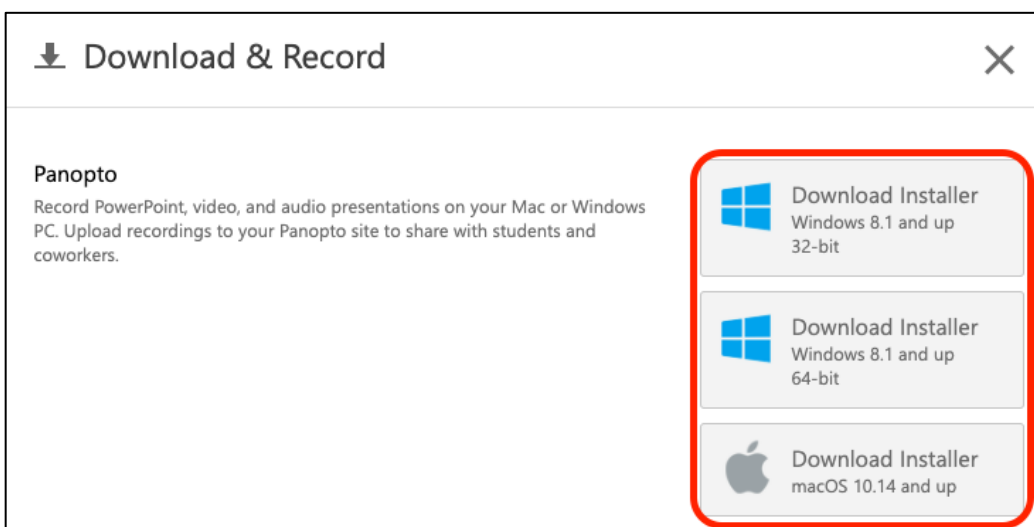 Download & Record
Panopto
Record PowerPoint, video, and audio presentations on your Mac or Windows
PC. Upload recordings to your Panopto site to share with students and
coworkers.
Download Installer
Windows 8.1 and up
32-bit
Download Installer
Windows 8.1 and up
64-bit
Download Installer
macOS 10.14 and up